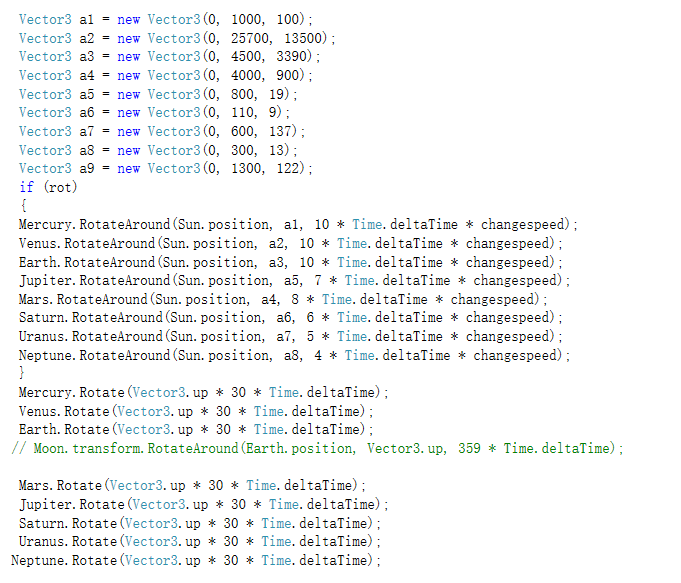 Vector3 a1 = new Vector3(0, 1000, 100);
Vector3 a2 = new Vector3(0, 25700, 13500);
Vector3 a3 = new Vector3(0, 4500, 3390);
Vector3 a4 = new Vector3(0, 4000, 900);
Vector3 a5 = new Vector3(0, 800, 19);
Vector3 a6 = new Vector3(0, 110, 9);
Vector3 a7 = new Vector3(0, 600, 137);
Vector3 a8 = new Vector3(0, 300, 13);
Vector3 a9 = new Vector3(0, 1300, 122);
if (rot)
{
Mercury.RotateAround(Sun.position, a1, 10 * Time.deltaTime * changespeed);
Venus.RotateAround(Sun.position, a2, 10 * Time.deltaTime * changespeed);
Earth.RotateAround(Sun.position, a3, 10 * Time.deltaTime * changespeed);
Jupiter.RotateAround(Sun.position, a5, 7 * Time.deltaTime * changespeed);
Mars.RotateAround(Sun.position, a4, 8 * Time.deltaTime * changespeed);
Saturn.RotateAround(Sun.position, a6, 6 * Time.deltaTime * changespeed);
Uranus.RotateAround(Sun.position, a7, 5 * Time.deltaTime * changespeed);
Neptune.RotateAround(Sun.position, a8, 4 * Time.deltaTime * changespeed);
}
Mercury.Rotate(Vector3.up * 30 * Time.deltaTime);
Venus.Rotate(Vector3.up * 30 * Time.deltaTime);
Earth.Rotate(Vector3.up * 30 * Time.deltaTime);
// Moon.transform.RotateAround(Earth.position, Vector3.up, 359 * Time.deltaTime);
Mars.Rotate(Vector3.up * 30 * Time.deltaTime);
Jupiter.Rotate(Vector3.up * 30 * Time.deltaTime);
Saturn.Rotate(Vector3.up * 30 * Time.deltaTime);
Uranus.Rotate(Vector3.up * 30 * Time.deltaTime);
Neptune.Rotate(Vector3.up * 30 * Time.deltaTime);